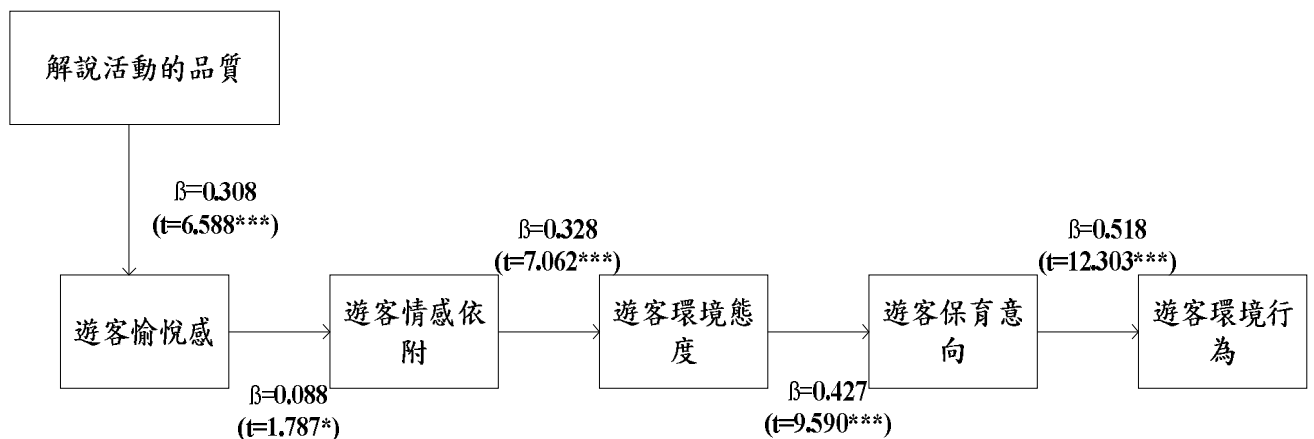 解說活動的品質
ß=0.308
(t=6.588***)
遊客愉悅感
ß=0.088
(t=1.787*)
遊客情感依
附
ß=0.328
(t=7.062***)
遊客環境態
度
ß=0.427
(t=9.590***)
遊客保育意
向
ß=0.518
(t=12.303***)
遊客環境行
為